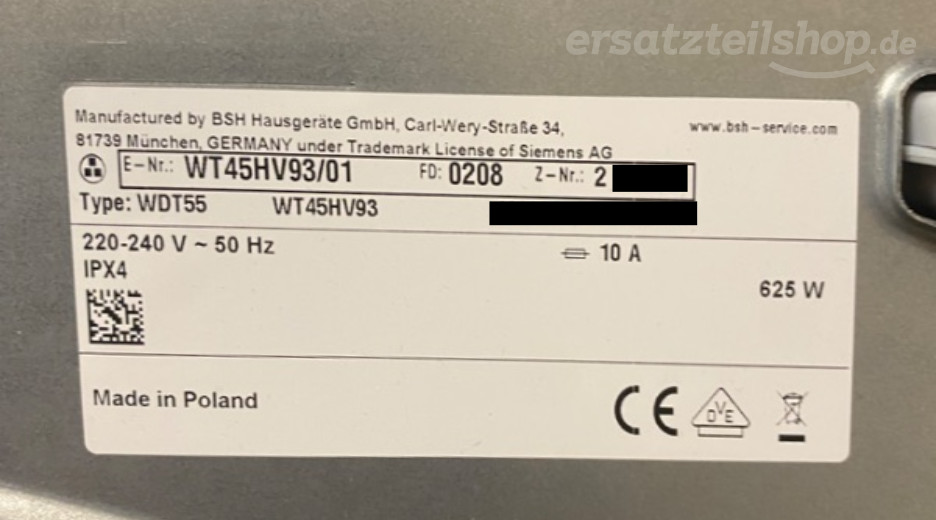 ersatzteilshop.de
Manufactured by BSH Hausgeräte GmbH, Carl-Wery-Straße 34,
www.bsh-service.com
81739 München, GERMANY under Trademark License of Siemens AG
E-Nr.: WT45HV93/01 FD: 0208 Z-Nr.: 2
Type: WDT55 WT45HV93
220-240 V ~ 50 Hz 10 A
IPX4
625 W
Made in Poland
CE DVE